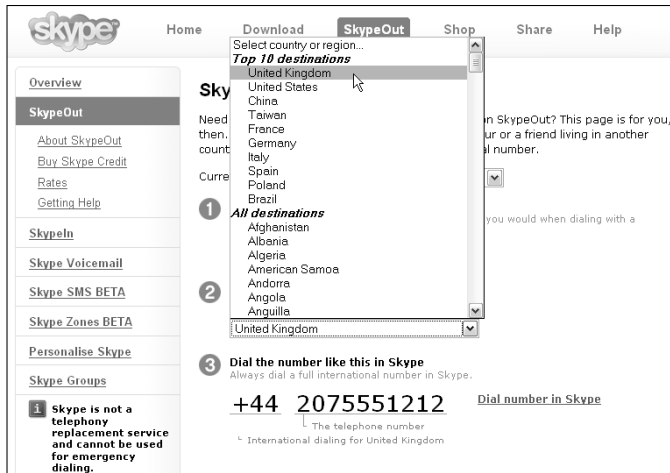 skype
Home Download SkypeOut Shop Share Help
Overview
SkypeOut
About SkypeOut
Buy Skype Credit
Rates
Getting Help
SkypeIn
Skype Voicemail
Skype SMS BETA
Skype Zones BETA
Personalise Skype
Skype Groups
i Skype is not a
telephony
replacement service
and cannot be used
for emergency
dialing.
Sky
Need
on SkypeOut? This page is for you,
then.
ur or a friend living in another
count
al number.
Curre
Select country or region...
Top 10 destinations
United Kingdom
United States
China
Taiwan
France
Germany
Italy
Spain
Poland
Brazil
All destinations
Afghanistan
Albania
Algeria
American Samoa
Andorra
Angola
Anguilla
United Kingdom
1
you would when dialing with a
2
3 Dial the number like this in Skype
Always dial a full international number in Skype.
+44 2075551212 Dial number in Skype
The telephone number
International dialing for United Kingdom